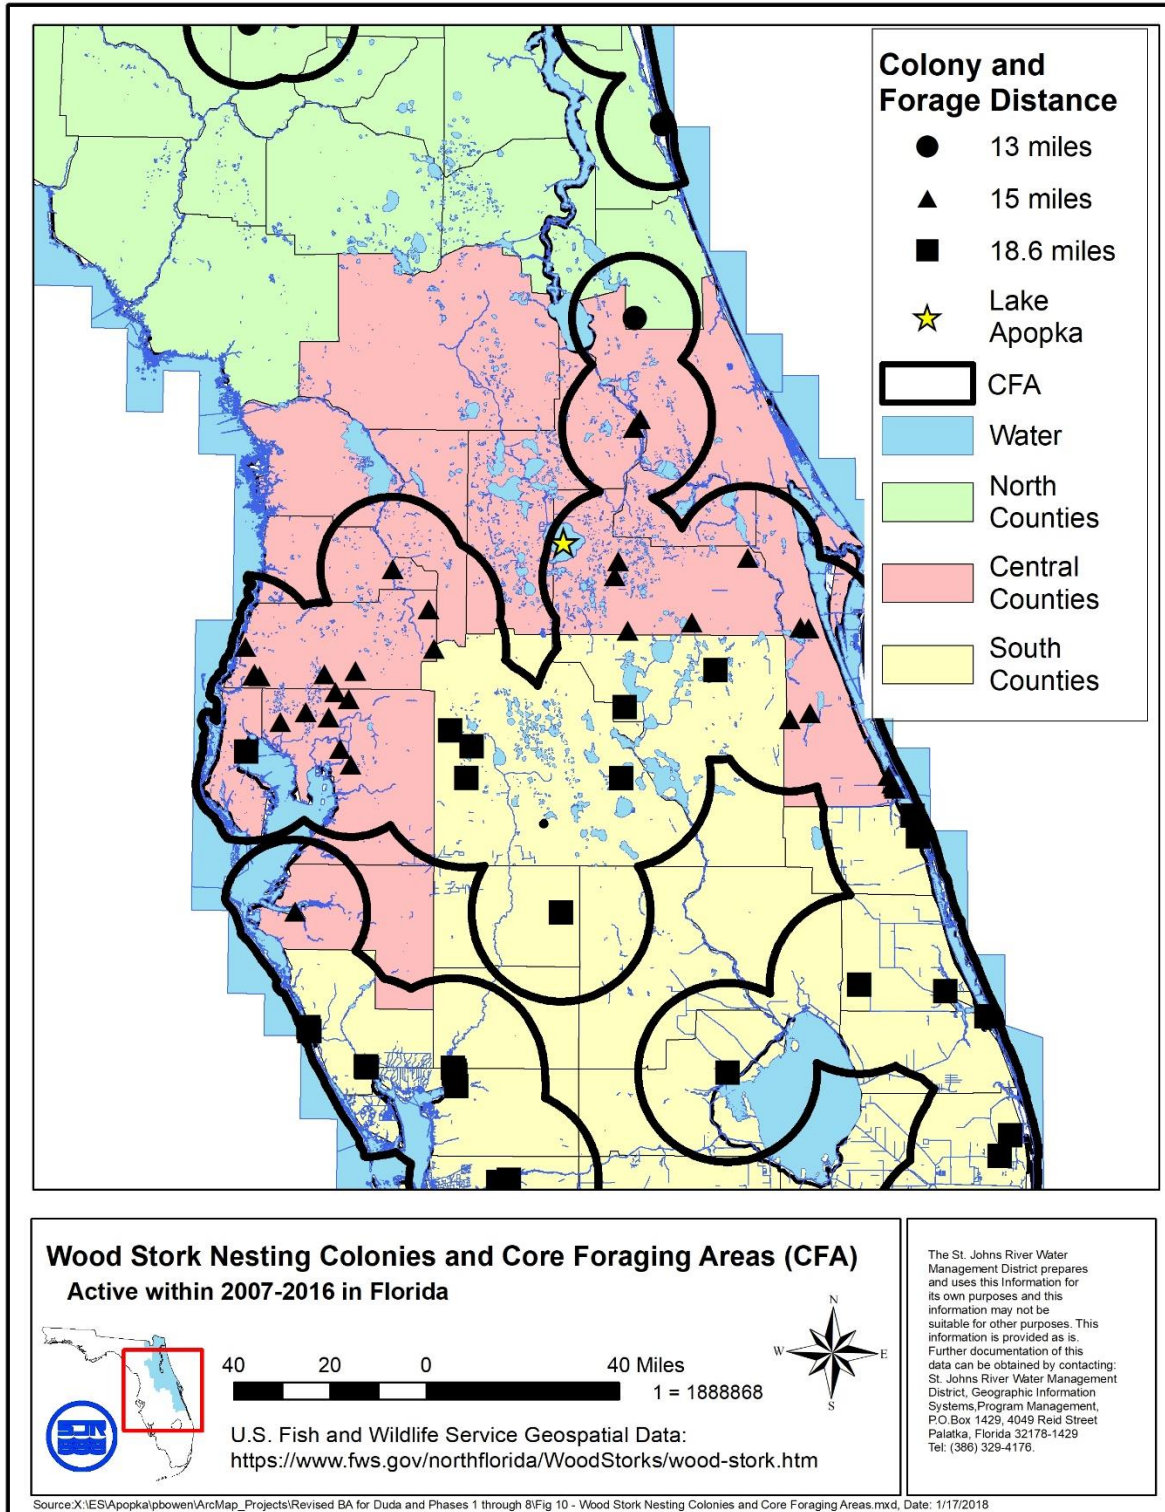 Colony and
Forage Distance
13 miles
15 miles
18.6 miles
Lake
Apopka
CFA
Water
North
Counties
Central
Counties
South
Counties
Wood Stork Nesting Colonies and Core Foraging Areas (CFA)
Active within 2007-2016 in Florida
40 20 0 40 Miles
1 = 1888868
N
W E
S
U.S. Fish and Wildlife Service Geospatial Data:
https://www.fws.gov/northflorida/WoodStorks/wood-stork.htm
The St. Johns River Water
Management District prepares
and uses this Information for
its own purposes and this
information may not be
suitable for other purposes. This
information is provided as is.
Further documentation of this
data can be obtained by contacting:
St. Johns River Water Management
District, Geographic Information
Systems,Program Management,
P.O.Box 1429, 4049 Reid Street
Palatka, Florida 32178-1429
Tel: (386) 329-4176.
Source:X:\ES\Apopka\pbowen\ArcMap_Projects\Revised BA for Duda and Phases 1 through 8\Fig 10 - Wood Stork Nesting Colonies and Core Foraging Areas.mxd, Date: 1/17/2018